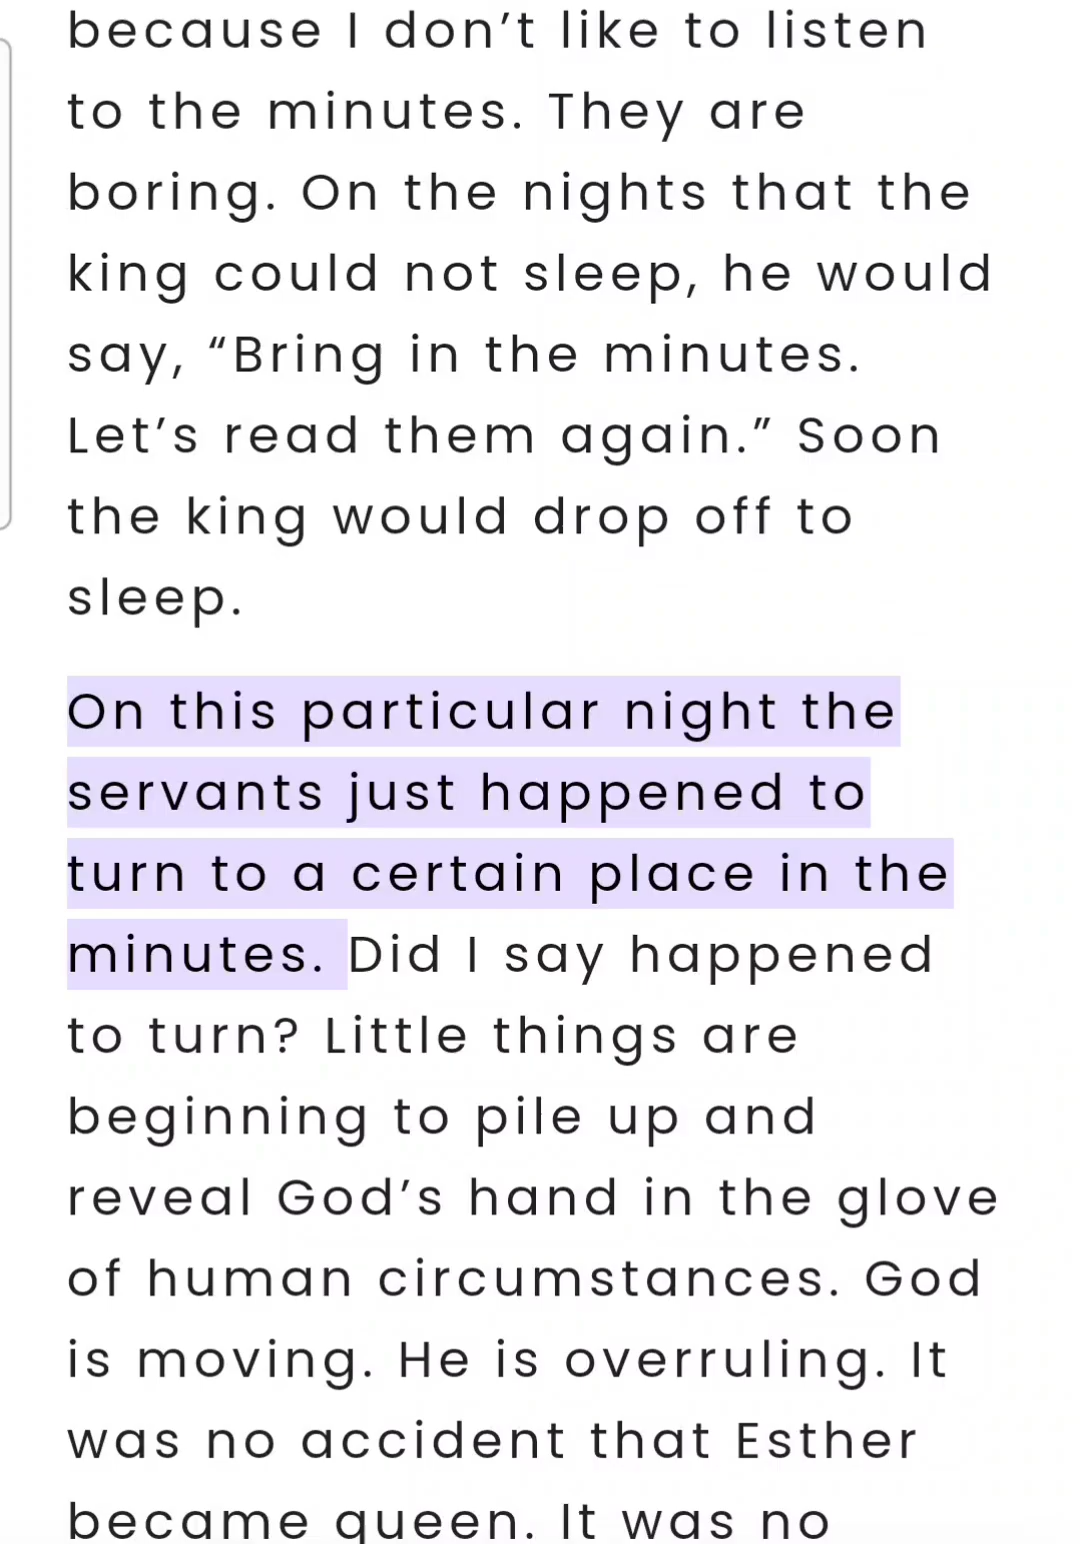 because I don’t like to listen
to the minutes. They are
boring. On the nights that the
king could not sleep, he would
say, “Bring in the minutes.
Let’s read them again.” Soon
the king would drop off to
sleep.
On this particular night the
servants just happened to
turn to a certain place in the
minutes. Did I say happened
to turn? Little things are
beginning to pile up and
reveal God’s hand in the glove
of human circumstances. God
is moving. He is overruling. It
was no accident that Esther
became queen. It was no